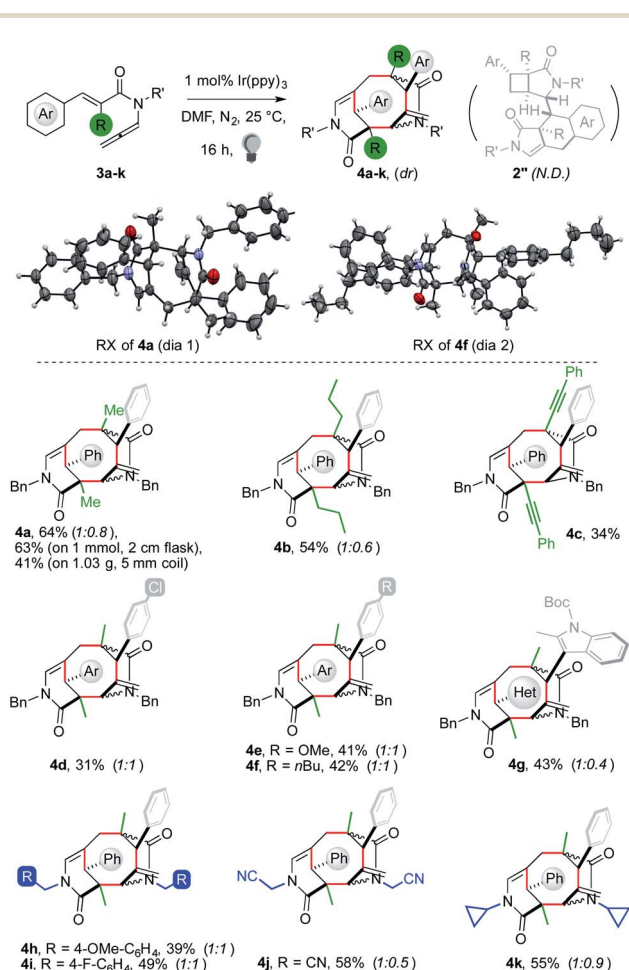 O
1 mol% Ir(ppy)3
N
R'
Ar
R
DMF, N2, 25 °C,
16 h,
3a-k
R
Ar
O
Ar
R'
N
N
R'
O
R
4a-k, (dr)
Ar
R
O
N-R'
HH
H
O
R
Ar
R'
N
2" (N.D.)
RX of 4a (dia 1)
RX of 4f (dia 2)
Me
O
Ph
Bn
N
N
Bn
O
Me
4a, 64% (1:0.8),
63% (on 1 mmol, 2 cm flask),
41% (on 1.03 g, 5 mm coil)
O
Ph
Bn
N
N
Bn
O
4b, 54% (1:0.6)
Ph
O
Ph
Bn
N
N
Bn
O
Ph
4c, 34%
Cl
O
Ar
Bn
N
N
Bn
O
4d, 31% (1:1)
R
O
Ar
Bn
N
N
Bn
O
4e, R = OMe, 41% (1:1)
4f, R = nBu, 42% (1:1)
Boc
N
O
Het
Bn
N
N
Bn
O
4g, 43% (1:0.4)
O
Ph
R
N
N
R
O
4h, R = 4-OMe-C6H4, 39% (1:1)
4i, R = 4-F-C6H4, 49% (1:1)
O
Ph
NC
N
N
CN
O
4j, R = CN, 58% (1:0.5)
O
Ph
N
N
O
4k, 55% (1:0.9)